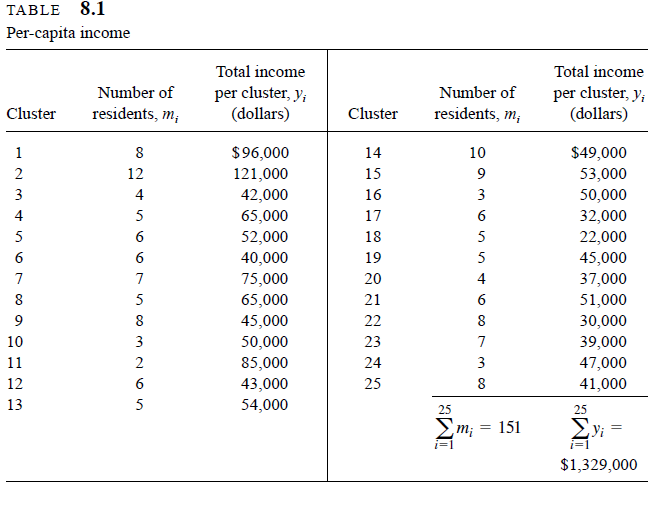 TABLE 8.1
Per-capita income
Cluster Number of residents, mᵢ Total income per cluster, yᵢ (dollars) Cluster Number of residents, mᵢ Total income per cluster, yᵢ (dollars)
1 8 $96,000 14 10 $49,000
2 12 121,000 15 9 53,000
3 4 42,000 16 3 50,000
4 5 65,000 17 6 32,000
5 6 52,000 18 5 22,000
6 6 40,000 19 5 45,000
7 7 75,000 20 4 37,000
8 5 65,000 21 6 51,000
9 8 45,000 22 8 30,000
10 3 50,000 23 7 39,000
11 2 85,000 24 3 47,000
12 6 43,000 25 8 41,000
13 5 54,000
25 25
∑mᵢ = 151 ∑yᵢ =
i=1 i=1
$1,329,000